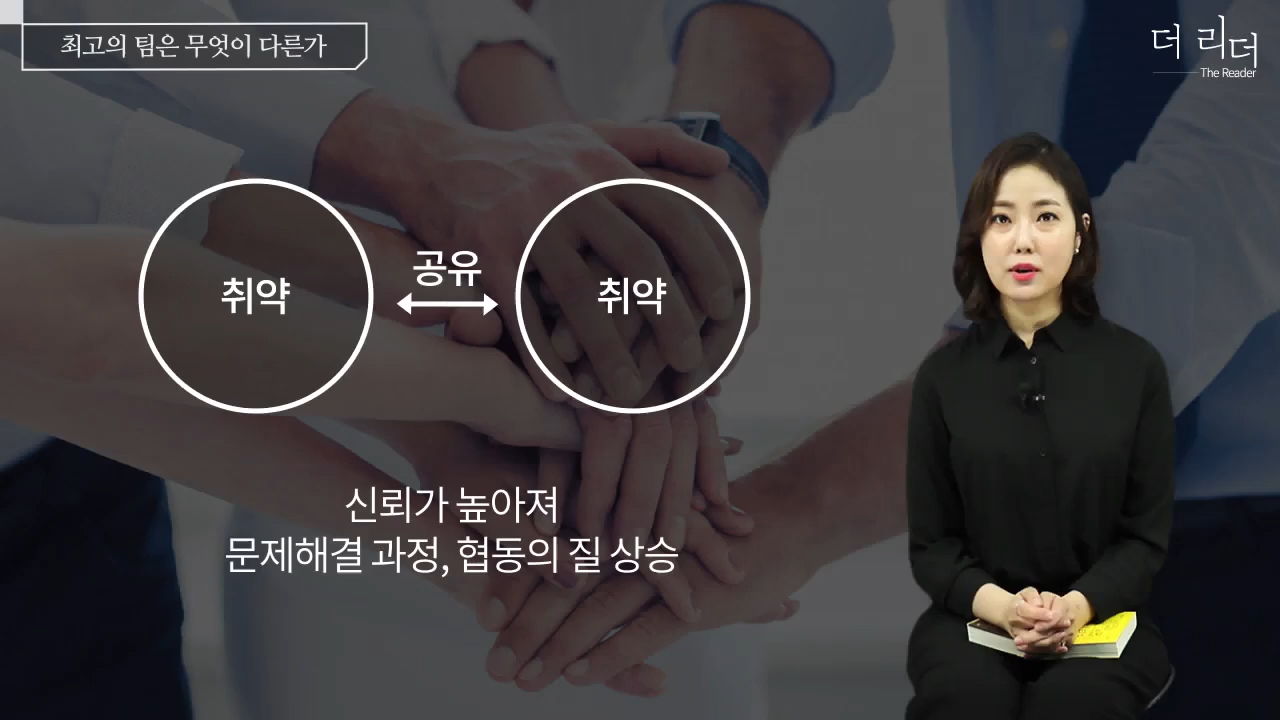 최고의 팀은 무엇이 다른가
더 리더
The Reader
취약
공유
취약
신뢰가 높아져
문제해결 과정, 협동의 질 상승